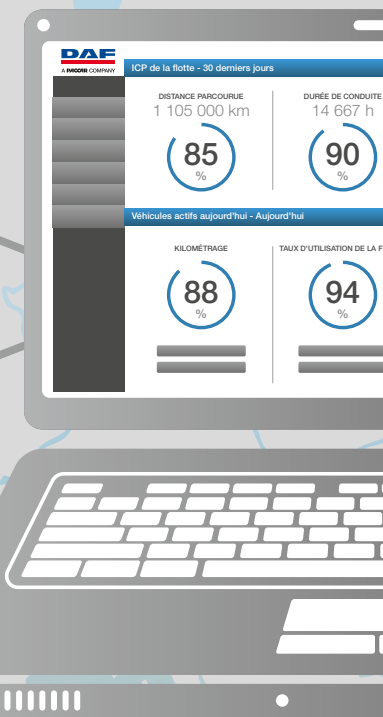 DAF
A PACCAR COMPANY
ICP de la flotte - 30 derniers jours
DISTANCE PARCOURUE
1 105 000 km
85
%
DURÉE DE CONDUITE
14 667 h
90
%
Véhicules actifs aujourd'hui - Aujourd'hui
KILOMÉTRAGE
88
%
TAUX D'UTILISATION DE LA F
94
%